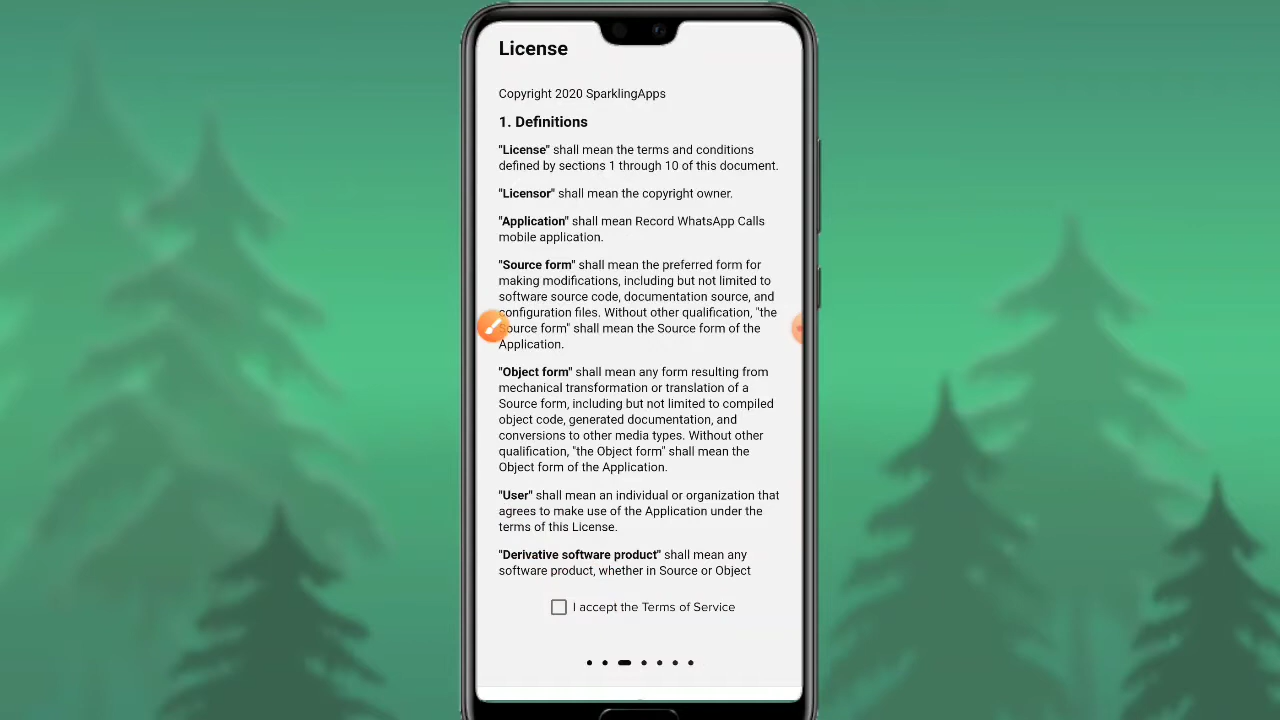 License
Copyright 2020 SparklingApps
1. Definitions
"License" shall mean the terms and conditions
defined by sections 1 through 10 of this document.
"Licensor" shall mean the copyright owner.
"Application" shall mean Record WhatsApp Calls
mobile application.
"Source form" shall mean the preferred form for
making modifications, including but not limited to
software source code, documentation source, and
configuration files. Without other qualification, "the
Source form" shall mean the Source form of the
Application.
"Object form" shall mean any form resulting from
mechanical transformation or translation of a
Source form, including but not limited to compiled
object code, generated documentation, and
conversions to other media types. Without other
qualification, "the Object form" shall mean the
Object form of the Application.
"User" shall mean an individual or organization that
agrees to make use of the Application under the
terms of this License.
"Derivative software product" shall mean any
software product, whether in Source or Object
I accept the Terms of Service